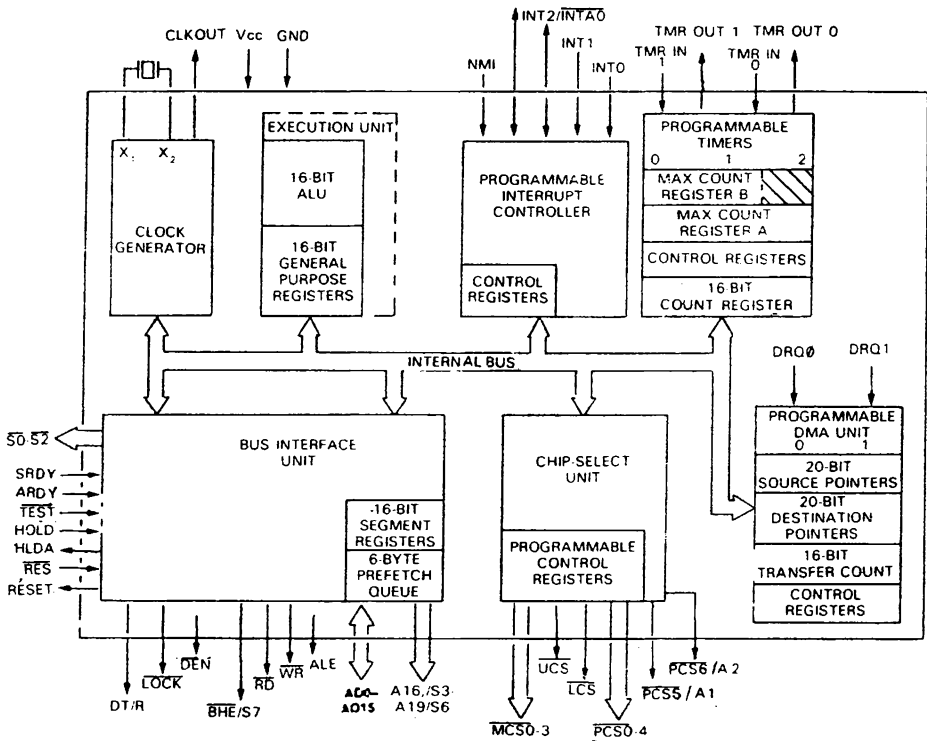 INT2/INTA0
CLKOUT Vcc GND
TMR OUT 1 TMR OUT 0
INT1
TMR IN 1
TMR IN 0
NMI
INT0
X1 X2
CLOCK
GENERATOR
EXECUTION UNIT
16-BIT
ALU
16-BIT
GENERAL
PURPOSE
REGISTERS
PROGRAMMABLE
INTERRUPT
CONTROLLER
CONTROL
REGISTERS
PROGRAMMABLE
TIMERS
0 1 2
MAX COUNT
REGISTER B
MAX COUNT
REGISTER A
CONTROL REGISTERS
16-BIT
COUNT REGISTER
INTERNAL BUS
DRQ0 DRQ1
S0-S2
SRDY
ARDY
TEST
HOLD
HLDA
RES
RESET
BUS INTERFACE
UNIT
-16-BIT
SEGMENT
REGISTERS
6-BYTE
PREFETCH
QUEUE
CHIP-SELECT
UNIT
PROGRAMMABLE
CONTROL
REGISTERS
PROGRAMMABLE
DMA UNIT
0 1
20-BIT
SOURCE POINTERS
20-BIT
DESTINATION
POINTERS
16-BIT
TRANSFER COUNT
CONTROL
REGISTERS
DT/R
LOCK
DEN
BHE/S7
RD
WR
ALE
AD0-
AD15
A16/S3-
A19/S6
MCS0-3
UCS
LCS
PCS0-4
PCS5/A1
PCS6/A2